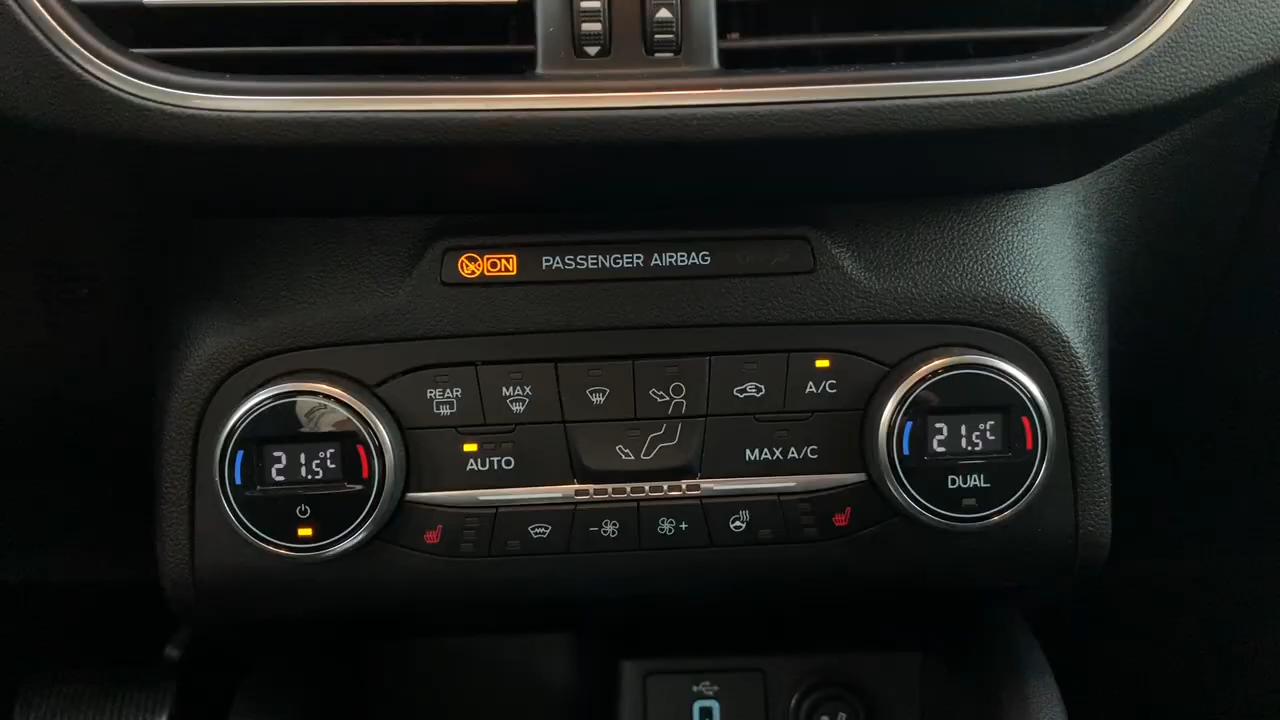 ON PASSENGER AIRBAG
REAR MAX A/C
21.5°C AUTO MAX A/C 21.5°C
DUAL
- +